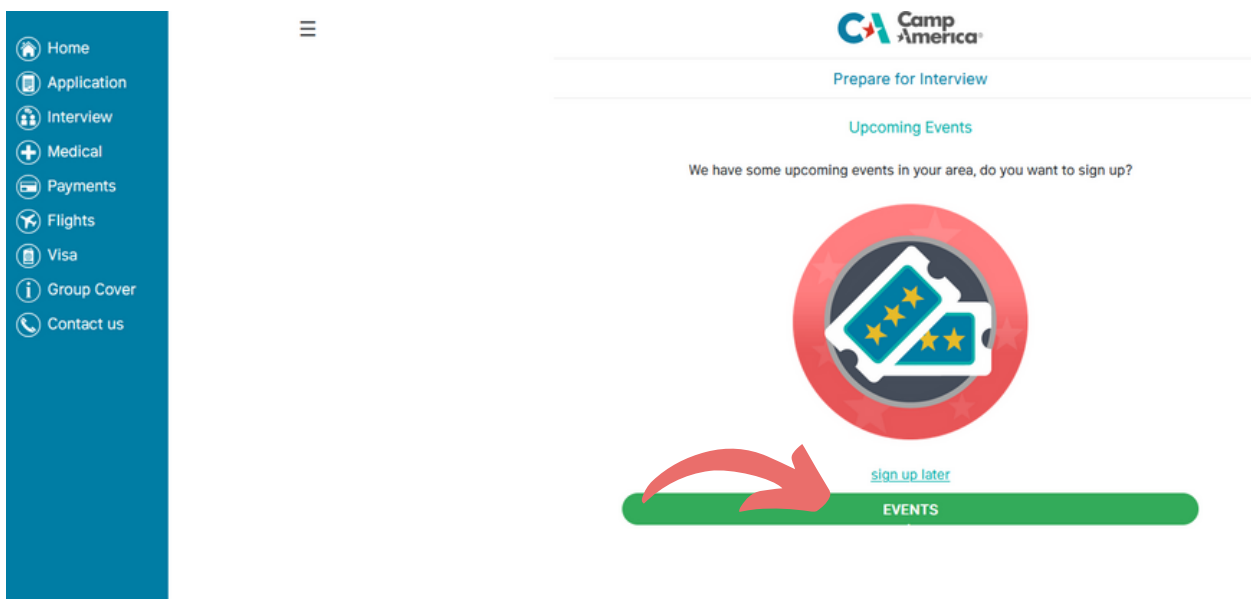 Home
Application
Interview
Medical
Payments
Flights
Visa
Group Cover
Contact us
CA Camp
America®
Prepare for Interview
Upcoming Events
We have some upcoming events in your area, do you want to sign up?
sign up later
EVENTS